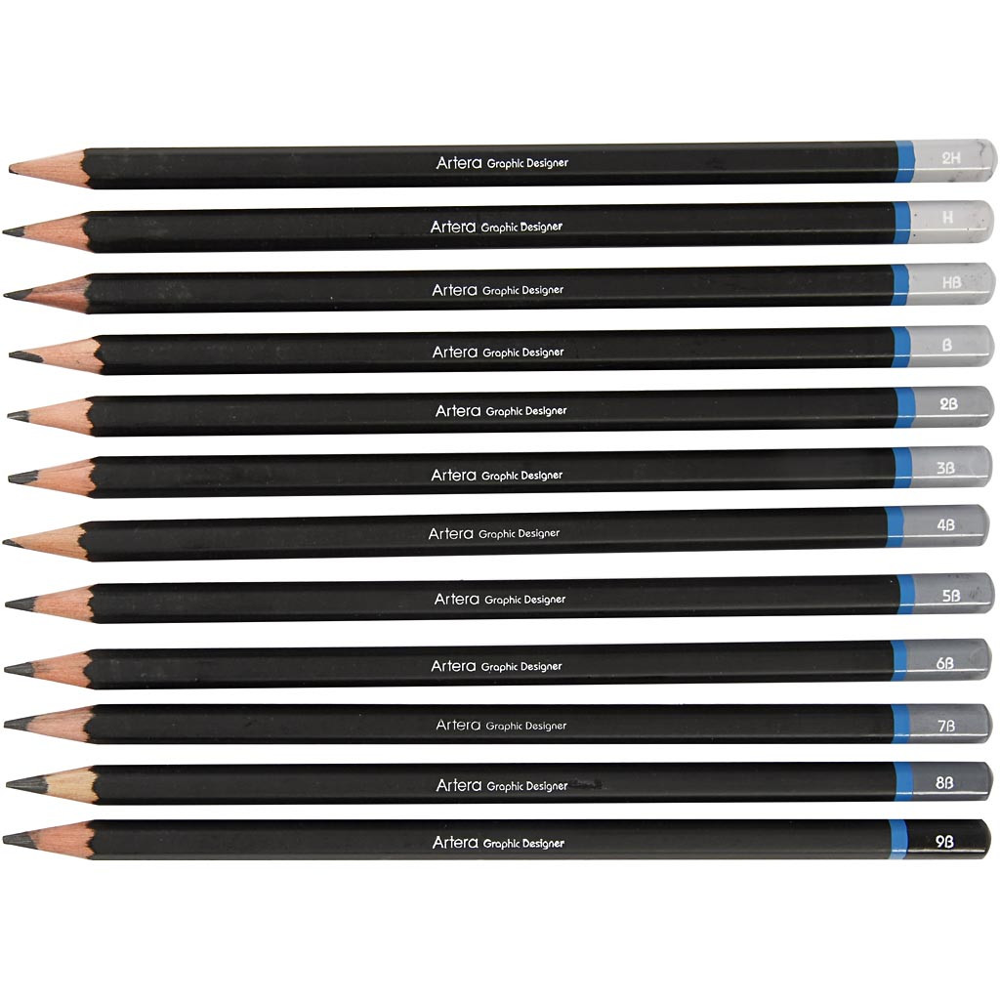 Artera Graphic Designer 2H
Artera Graphic Designer H
Artera Graphic Designer HB
Artera Graphic Designer B
Artera Graphic Designer 2B
Artera Graphic Designer 3B
Artera Graphic Designer 4B
Artera Graphic Designer 5B
Artera Graphic Designer 6B
Artera Graphic Designer 7B
Artera Graphic Designer 8B
Artera Graphic Designer 9B